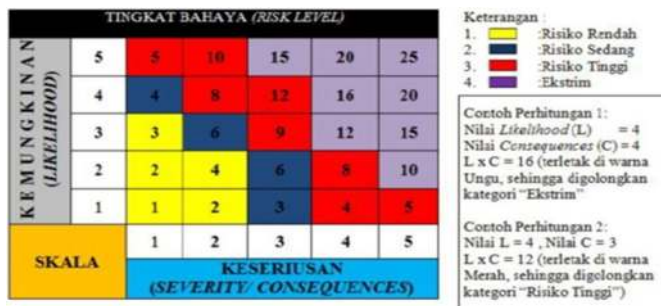 TINGKAT BAHAYA (RISK LEVEL)
KEMUNGKINAN
(LIKELIHOOD)
5 5 10 15 20 25
4 4 8 12 16 20
3 3 6 9 12 15
2 2 4 6 8 10
1 1 2 3 4 5
SKALA
1 2 3 4 5
KESERIUSAN
(SEVERITY/ CONSEQUENCES)
Keterangan :
1. :Risiko Rendah
2. :Risiko Sedang
3. :Risiko Tinggi
4. :Ekstrim
Contoh Perhitungan 1:
Nilai Likelihood (L) = 4
Nilai Consequences (C) = 4
L x C = 16 (terletak di warna
Ungu, sehingga digolongkan
kategori “Ekstrim”
Contoh Perhitungan 2:
Nilai L = 4 , Nilai C = 3
L x C = 12 (terletak di warna
Merah, sehingga digolongkan
kategori “Risiko Tinggi”)